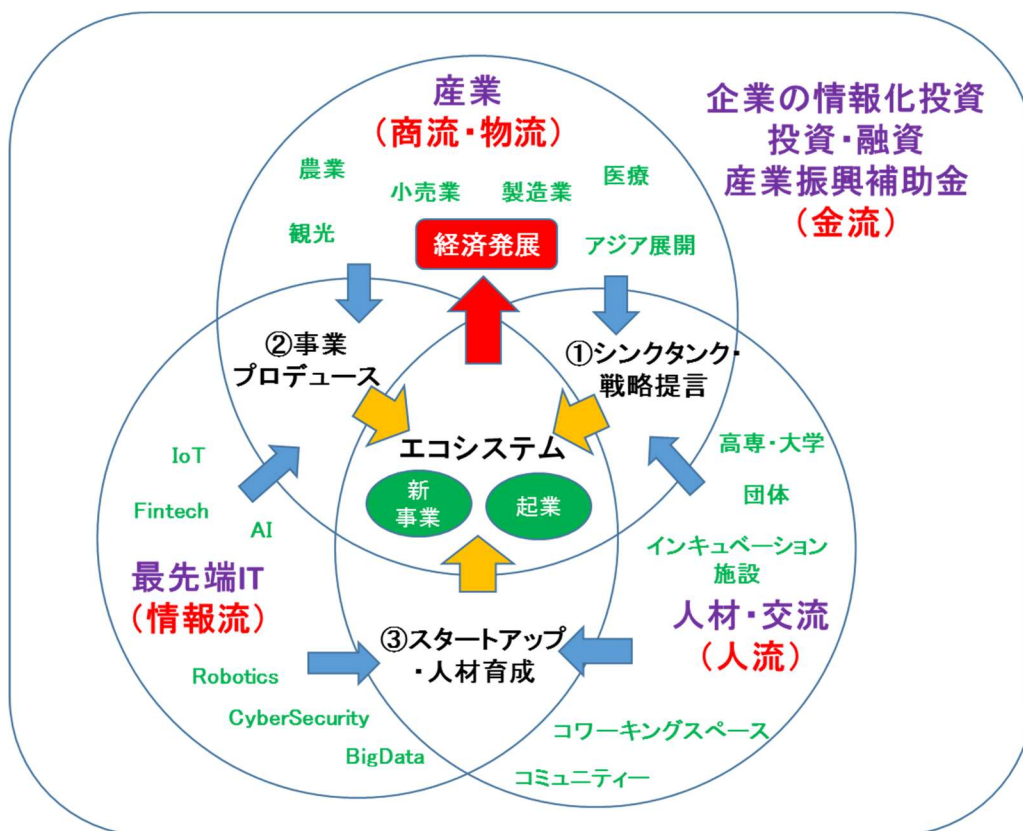 産業
(商流・物流)
企業の情報化投資
投資・融資
産業振興補助金
(金流)
農業
小売業
製造業
医療
観光
経済発展
アジア展開
②事業
プロデュース
①シンクタンク・
戦略提言
エコシステム
新
事業
起業
IoT
Fintech
AI
最先端IT
(情報流)
高専・大学
団体
インキュベーション
施設
人材・交流
(人流)
③スタートアップ
・人材育成
Robotics
CyberSecurity
BigData
コワーキングスペース
コミュニティー